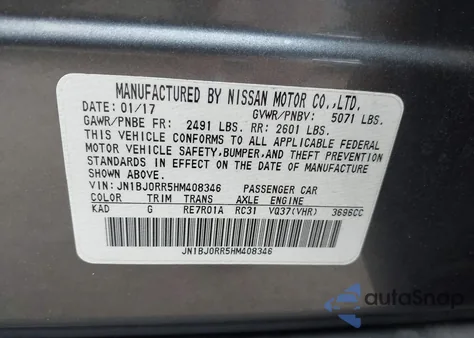 MANUFACTURED BY NISSAN MOTOR CO.,LTD.
DATE: 01/17 GVWR/PNBV: 5071 LBS.
GAWR/PNBE FR: 2491 LBS. RR: 2601 LBS.
THIS VEHICLE CONFORMS TO ALL APPLICABLE FEDERAL
MOTOR VEHICLE SAFETY, BUMPER, AND THEFT PREVENTION
STANDARDS IN EFFECT ON THE DATE OF MANUFACTURE
SHOWN ABOVE.
VIN: JN1BJ0RR5HM408346 PASSENGER CAR
COLOR TRIM TRANS AXLE ENGINE
KAD G RE7R01A RC31 VQ37(VHR) 3696CC
JN1BJ0RR5HM408346
autoSnap